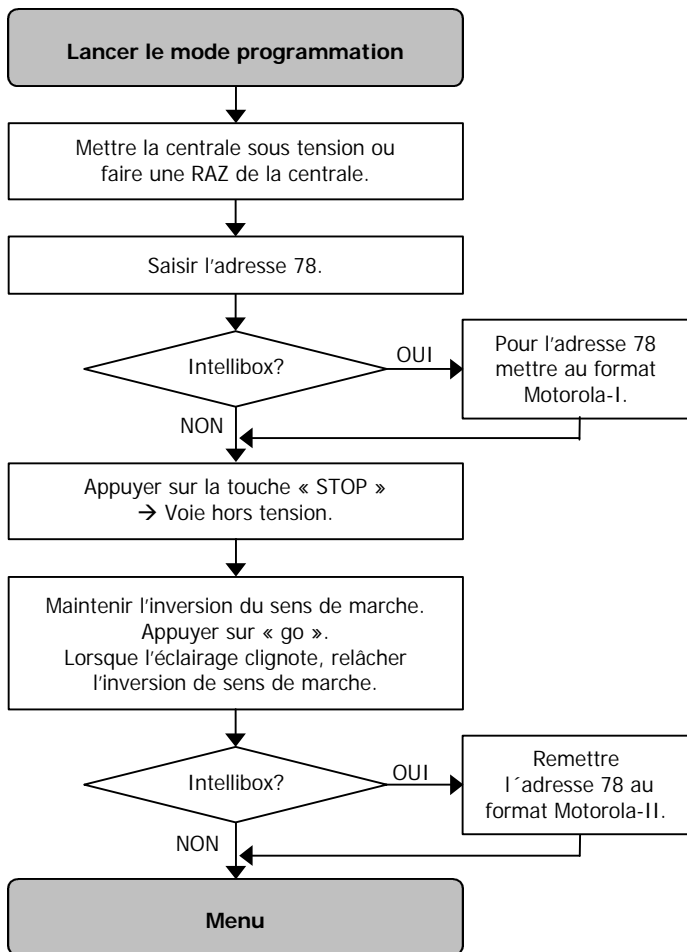 Lancer le mode programmation
Mettre la centrale sous tension ou
faire une RAZ de la centrale.
Saisir l'adresse 78.
Intellibox?
OUI
Pour l'adresse 78
mettre au format
Motorola-I.
NON
Appuyer sur la touche « STOP »
→ Voie hors tension.
Maintenir l'inversion du sens de marche.
Appuyer sur « go ».
Lorsque l'éclairage clignote, relâcher
l'inversion de sens de marche.
Intellibox?
OUI
Remettre
l´adresse 78 au
format Motorola-II.
NON
Menu